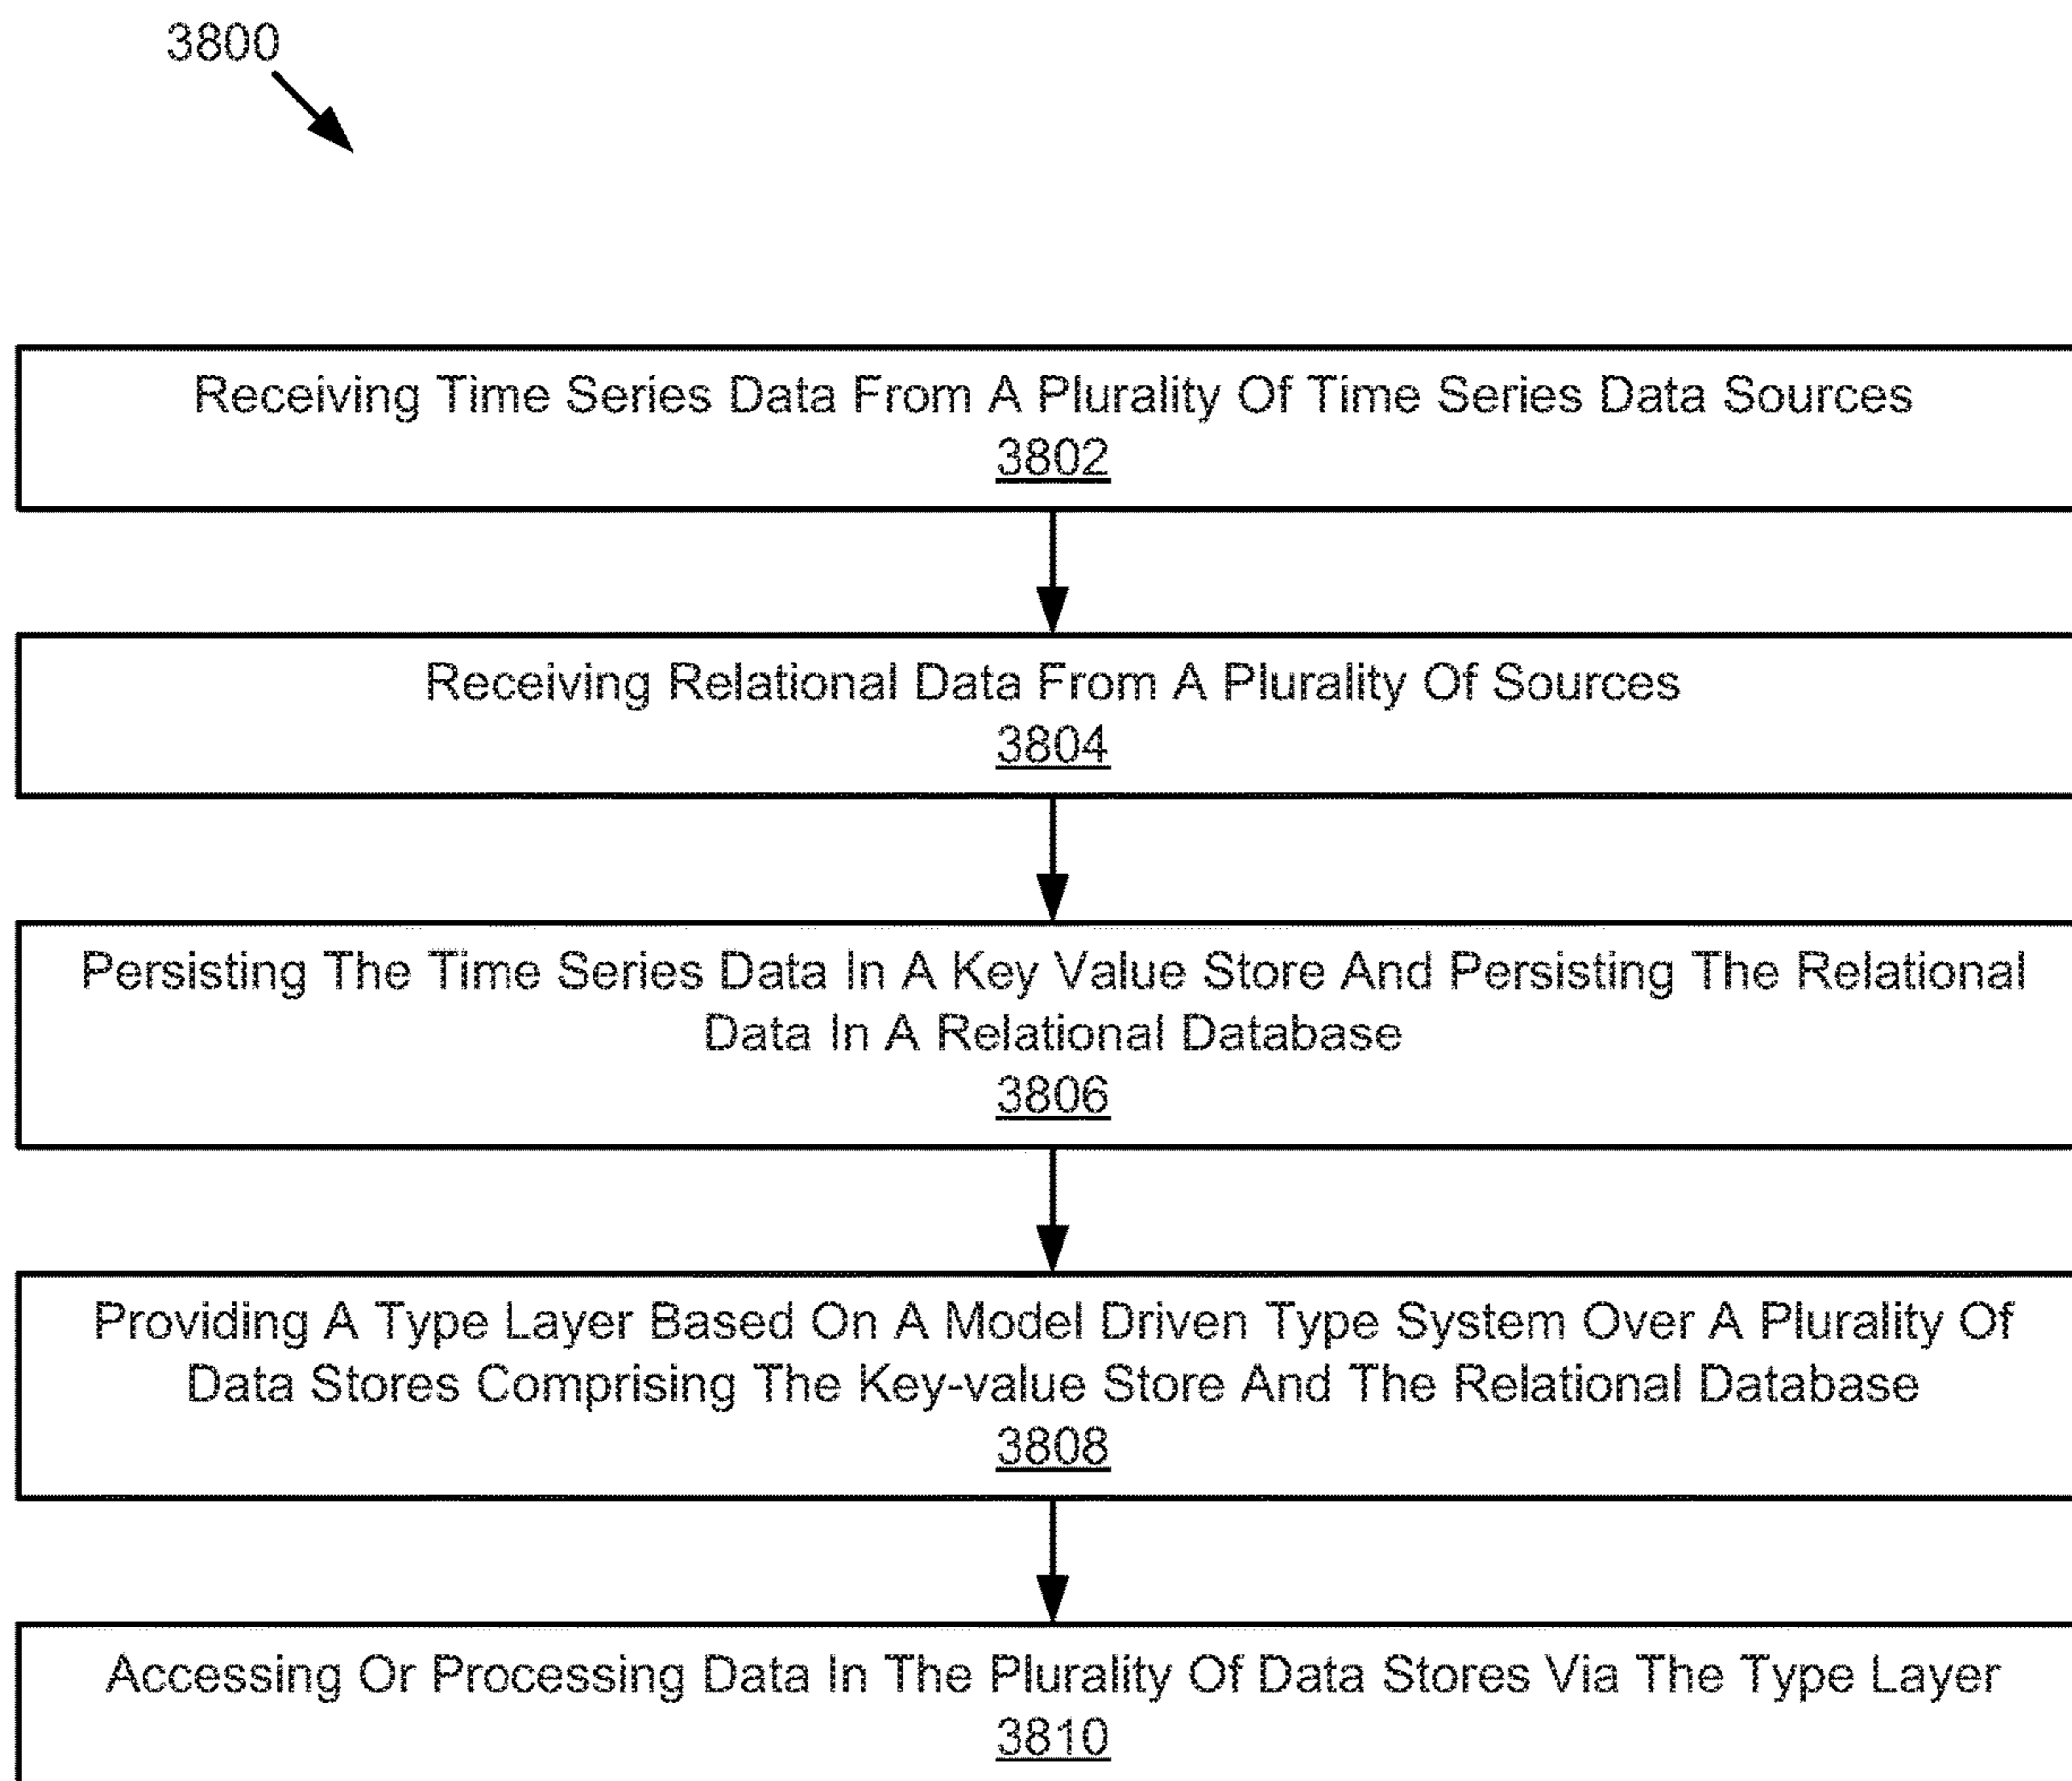 3800
Receiving Time Series Data From A Plurality Of Time Series Data Sources
3802
Receiving Relational Data From A Plurality Of Sources
3804
Persisting The Time Series Data In A Key Value Store And Persisting The Relational
Data In A Relational Database
3806
Providing A Type Layer Based On A Model Driven Type System Over A Plurality Of
Data Stores Comprising The Key-value Store And The Relational Database
3808
Accessing Or Processing Data In The Plurality Of Data Stores Via The Type Layer
3810